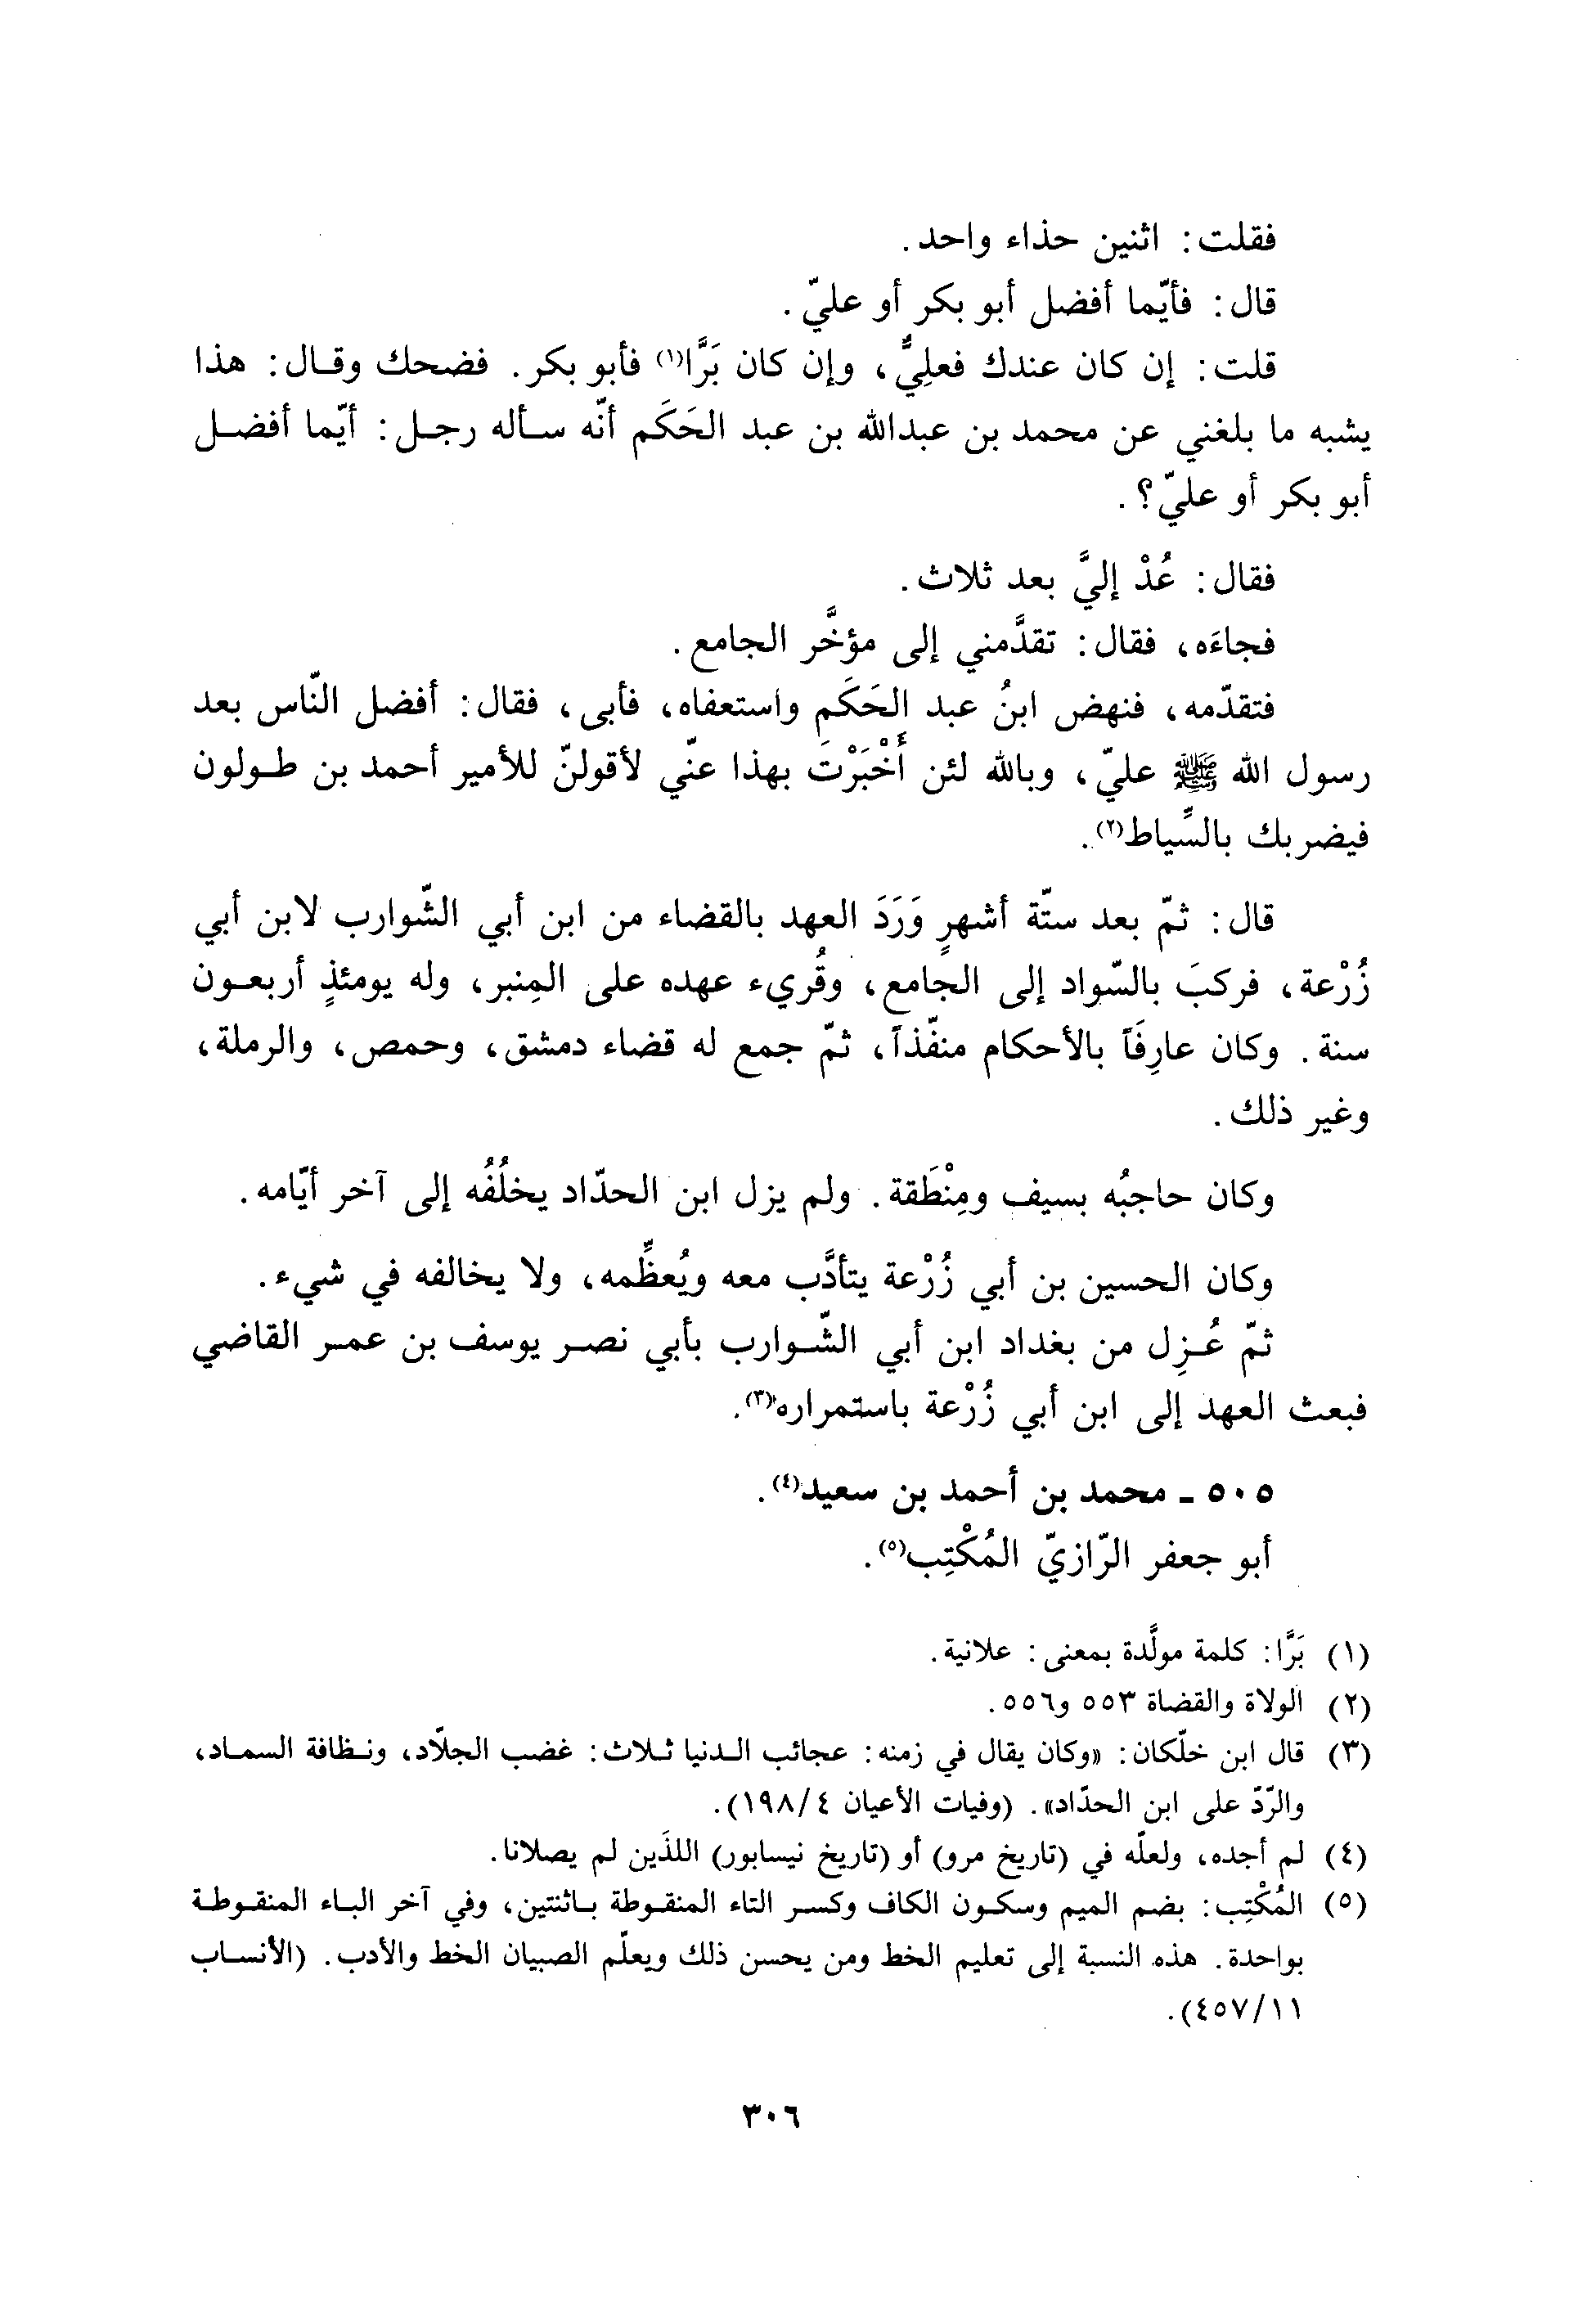 فقلت: اثنين حذاء واحد.
قال: فأيّما أفضل أبو بكر أو عليّ.
قلت: إن كان عندك فعلِيٌّ، وإن كان بَرًّا(١) فأبو بكر. فضحك وقال: هذا
يشبه ما بلغني عن محمد بن عبدالله بن عبد الحَكَم أنّه سأله رجل: أيّما أفضل
أبو بكر أو عليّ؟.
فقال: عُدْ إليَّ بعد ثلاث.
فجاءَه، فقال: تقدَّمني إلى مؤخَّر الجامع.
فتقدّمه، فنهض ابنُ عبد الحَكَم واستعفاه، فأبى، فقال: أفضل النّاس بعد
رسول الله ﷺ عليّ، وبالله لئن أَخْبَرْتَ بهذا عنّي لأقولنّ للأمير أحمد بن طولون
فيضربك بالسِّياط(٢).
قال: ثمّ بعد ستّة أشهرٍ وَرَدَ العهد بالقضاء من ابن أبي الشّوارب لابن أبي
زُرْعة، فركبَ بالسّواد إلى الجامع، وقُريء عهده على المِنبر، وله يومئذٍ أربعون
سنة. وكان عارِفَاً بالأحكام منفّذاً، ثمّ جمع له قضاء دمشق، وحمص، والرملة،
وغير ذلك.
وكان حاجبُه بسيف ومِنْطَقة. ولم يزل ابن الحدّاد يخلُفُه إلى آخر أيّامه.
وكان الحسين بن أبي زُرْعة يتأدَّب معه ويُعظِّمه، ولا يخالفه في شيء.
ثمّ عُزِل من بغداد ابن أبي الشّوارب بأبي نصر يوسف بن عمر القاضي
فبعث العهد إلى ابن أبي زُرْعة باستمراره(٣).
٥٠٥ ـ محمد بن أحمد بن سعيد(٤).
أبو جعفر الرّازيّ المُكْتِب(٥).
(١) بَرًّا: كلمة مولَّدة بمعنى: علانية.
(٢) الولاة والقضاة ٥٥٣ و٥٥٦.
(٣) قال ابن خلّكان: «وكان يقال في زمنه: عجائب الدنيا ثلاث: غضب الجلّاد، ونظافة السماد،
والرّدّ على ابن الحدّاد». (وفيات الأعيان ٤/١٩٨).
(٤) لم أجده، ولعلّه في (تاريخ مرو) أو (تاريخ نيسابور) اللذَين لم يصلانا.
(٥) المُكْتِب: بضم الميم وسكون الكاف وكسر التاء المنقوطة باثنتين، وفي آخر الباء المنقوطة
بواحدة. هذه النسبة إلى تعليم الخط ومن يحسن ذلك ويعلّم الصبيان الخط والأدب. (الأنساب
١١/٤٥٧).
٣٠٦